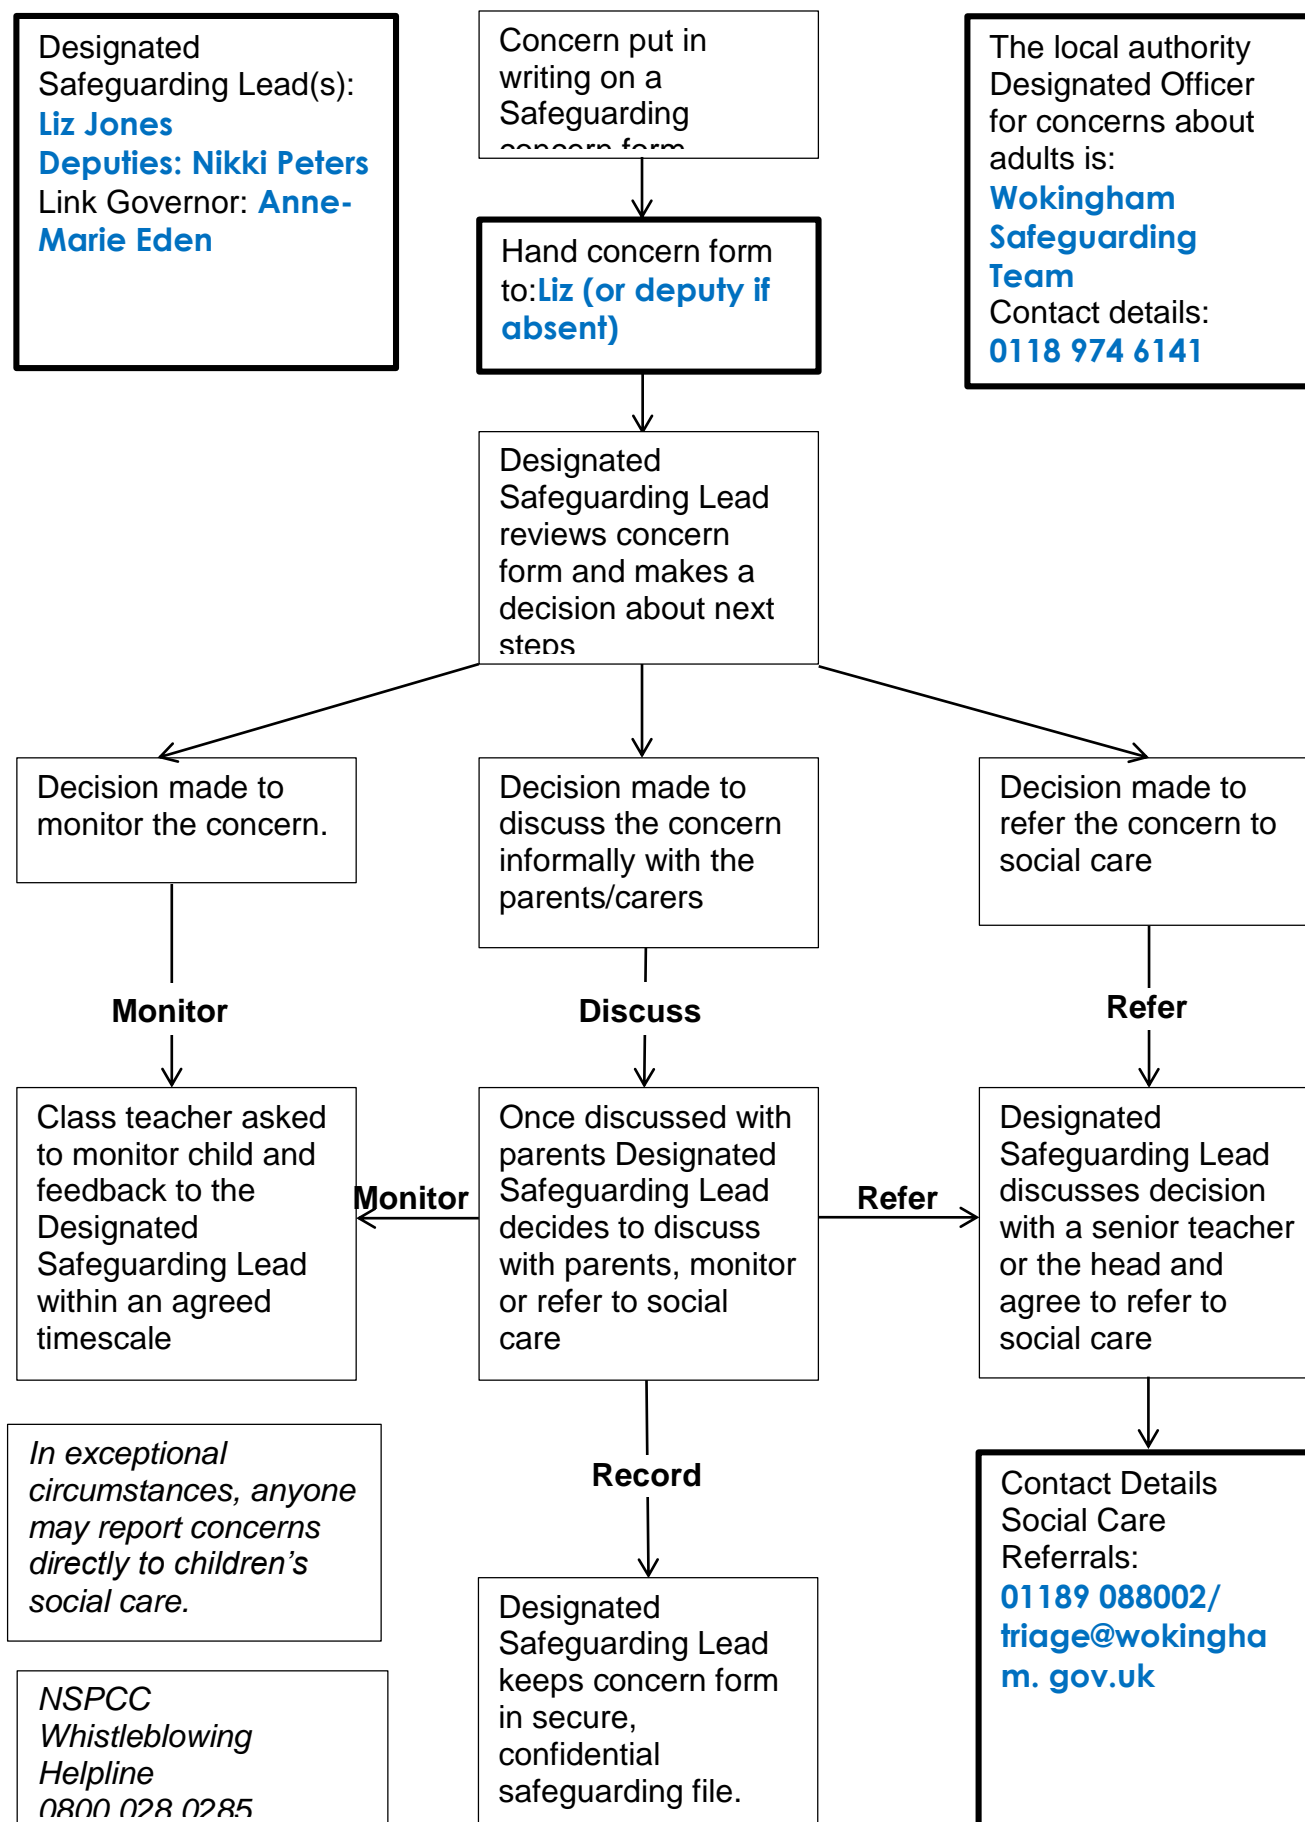 Designated
Safeguarding Lead(s):
Liz Jones
Deputies: Nikki Peters
Link Governor: Anne-
Marie Eden
Concern put in
writing on a
Safeguarding
concern form
The local authority
Designated Officer
for concerns about
adults is:
Wokingham
Safeguarding
Team
Contact details:
0118 974 6141
Hand concern form
to:Liz (or deputy if
absent)
Designated
Safeguarding Lead
reviews concern
form and makes a
decision about next
steps
Decision made to
monitor the concern.
Decision made to
discuss the concern
informally with the
parents/carers
Decision made to
refer the concern to
social care
Monitor
Discuss
Refer
Class teacher asked
to monitor child and
feedback to the
Designated
Safeguarding Lead
within an agreed
timescale
Monitor
Once discussed with
parents Designated
Safeguarding Lead
decides to discuss
with parents, monitor
or refer to social
care
Refer
Designated
Safeguarding Lead
discusses decision
with a senior teacher
or the head and
agree to refer to
social care
In exceptional
circumstances, anyone
may report concerns
directly to children’s
social care.
Record
Contact Details
Social Care
Referrals:
01189 088002/
triage@wokingha
m. gov.uk
NSPCC
Whistleblowing
Helpline
0800 028 0285
Designated
Safeguarding Lead
keeps concern form
in secure,
confidential
safeguarding file.